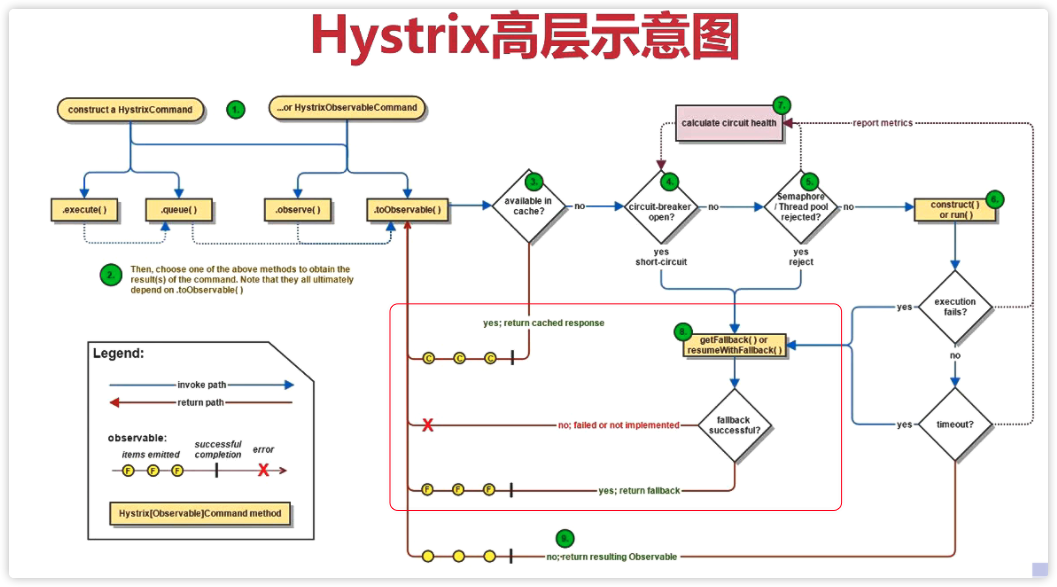 Hystrix高层示意图
construct a HystrixCommand
1.
...or HystrixObservableCommand
7.
calculate circuit health
report metrics
.execute( )
.queue( )
.observe( )
.toObservable( )
3.
available in
cache?
no
4.
circuit-breaker
open?
no
5.
Semaphore
/ Thread pool
rejected?
no
6.
construct( )
or run( )
yes
short-circuit
yes
reject
2.
Then, choose one of the above methods to obtain the
result(s) of the command. Note that they all ultimately
depend on .toObservable( )
yes
execution
fails?
yes; return cached response
8.
getFallback( ) or
resumeWithFallback( )
no
C
C
C
Legend:
invoke path
return path
observable:
items emitted
successful
completion
error
F
F
F
X
Hystrix[Observable]Command method
X
no; failed or not implemented
fallback
successful?
yes
timeout?
F
F
F
yes; return fallback
9.
no; return resulting Observable